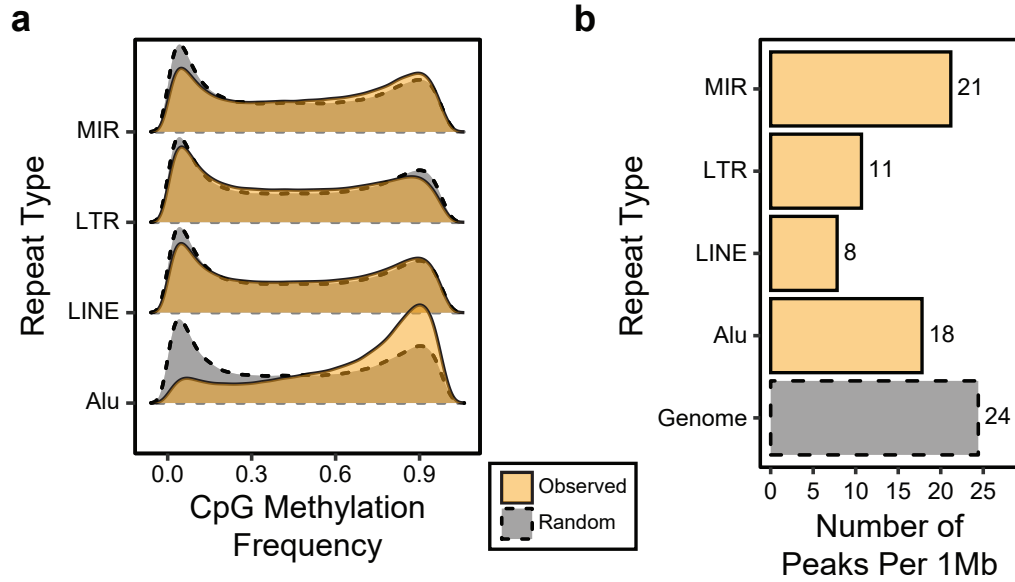 a
Repeat Type
MIR
LTR
LINE
Alu
0.0 0.3 0.6 0.9
CpG Methylation
Frequency
Observed
Random
b
Repeat Type
MIR
LTR
LINE
Alu
Genome
21
11
8
18
24
0 5 10 15 20 25
Number of
Peaks Per 1Mb